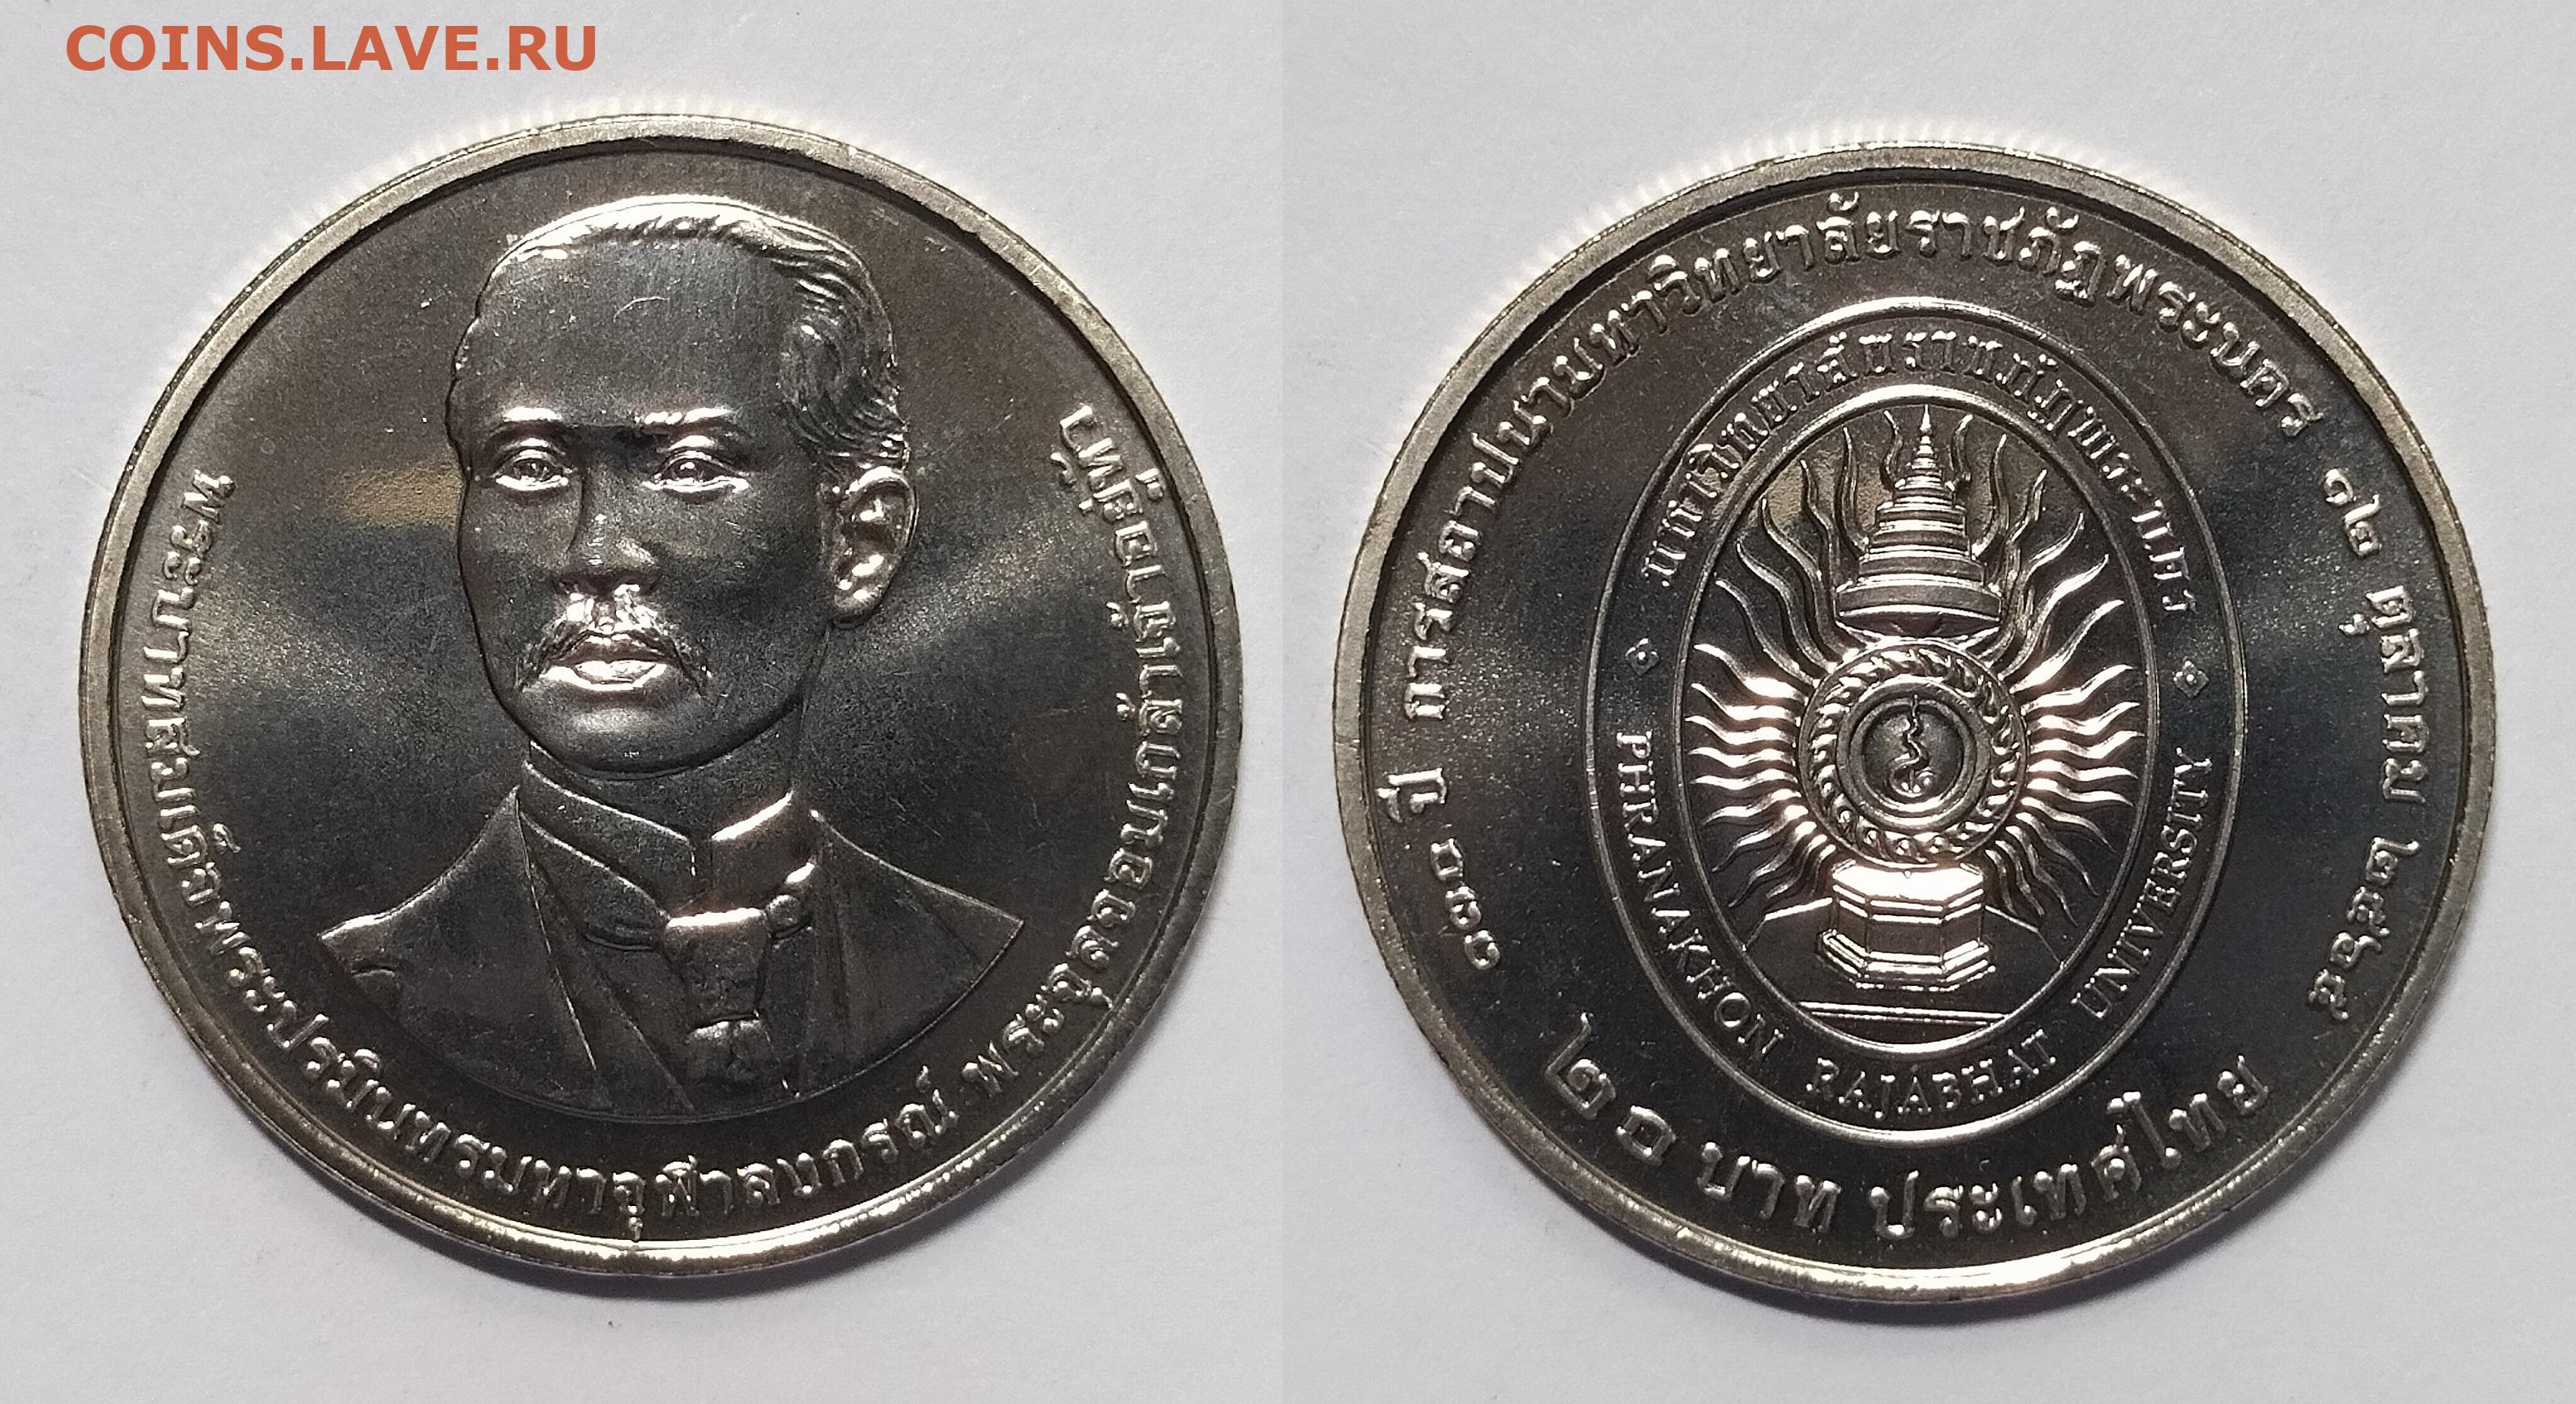 COINS.LAVE.RU
พระบาทสมเด็จพระปรมินทรมหาจุฬาลงกรณ์ พระจุลจอมเกล้าเจ้าอยู่หัว
๑๓๐ ปี การสถาปนามหาวิทยาลัยราชภัฏพระนคร ๑๒ ตุลาคม ๒๕๖๕
มหาวิทยาลัยราชภัฏพระนคร
PHRANAKHON RAJABHAT UNIVERSITY
๒๐ บาท ประเทศไทย